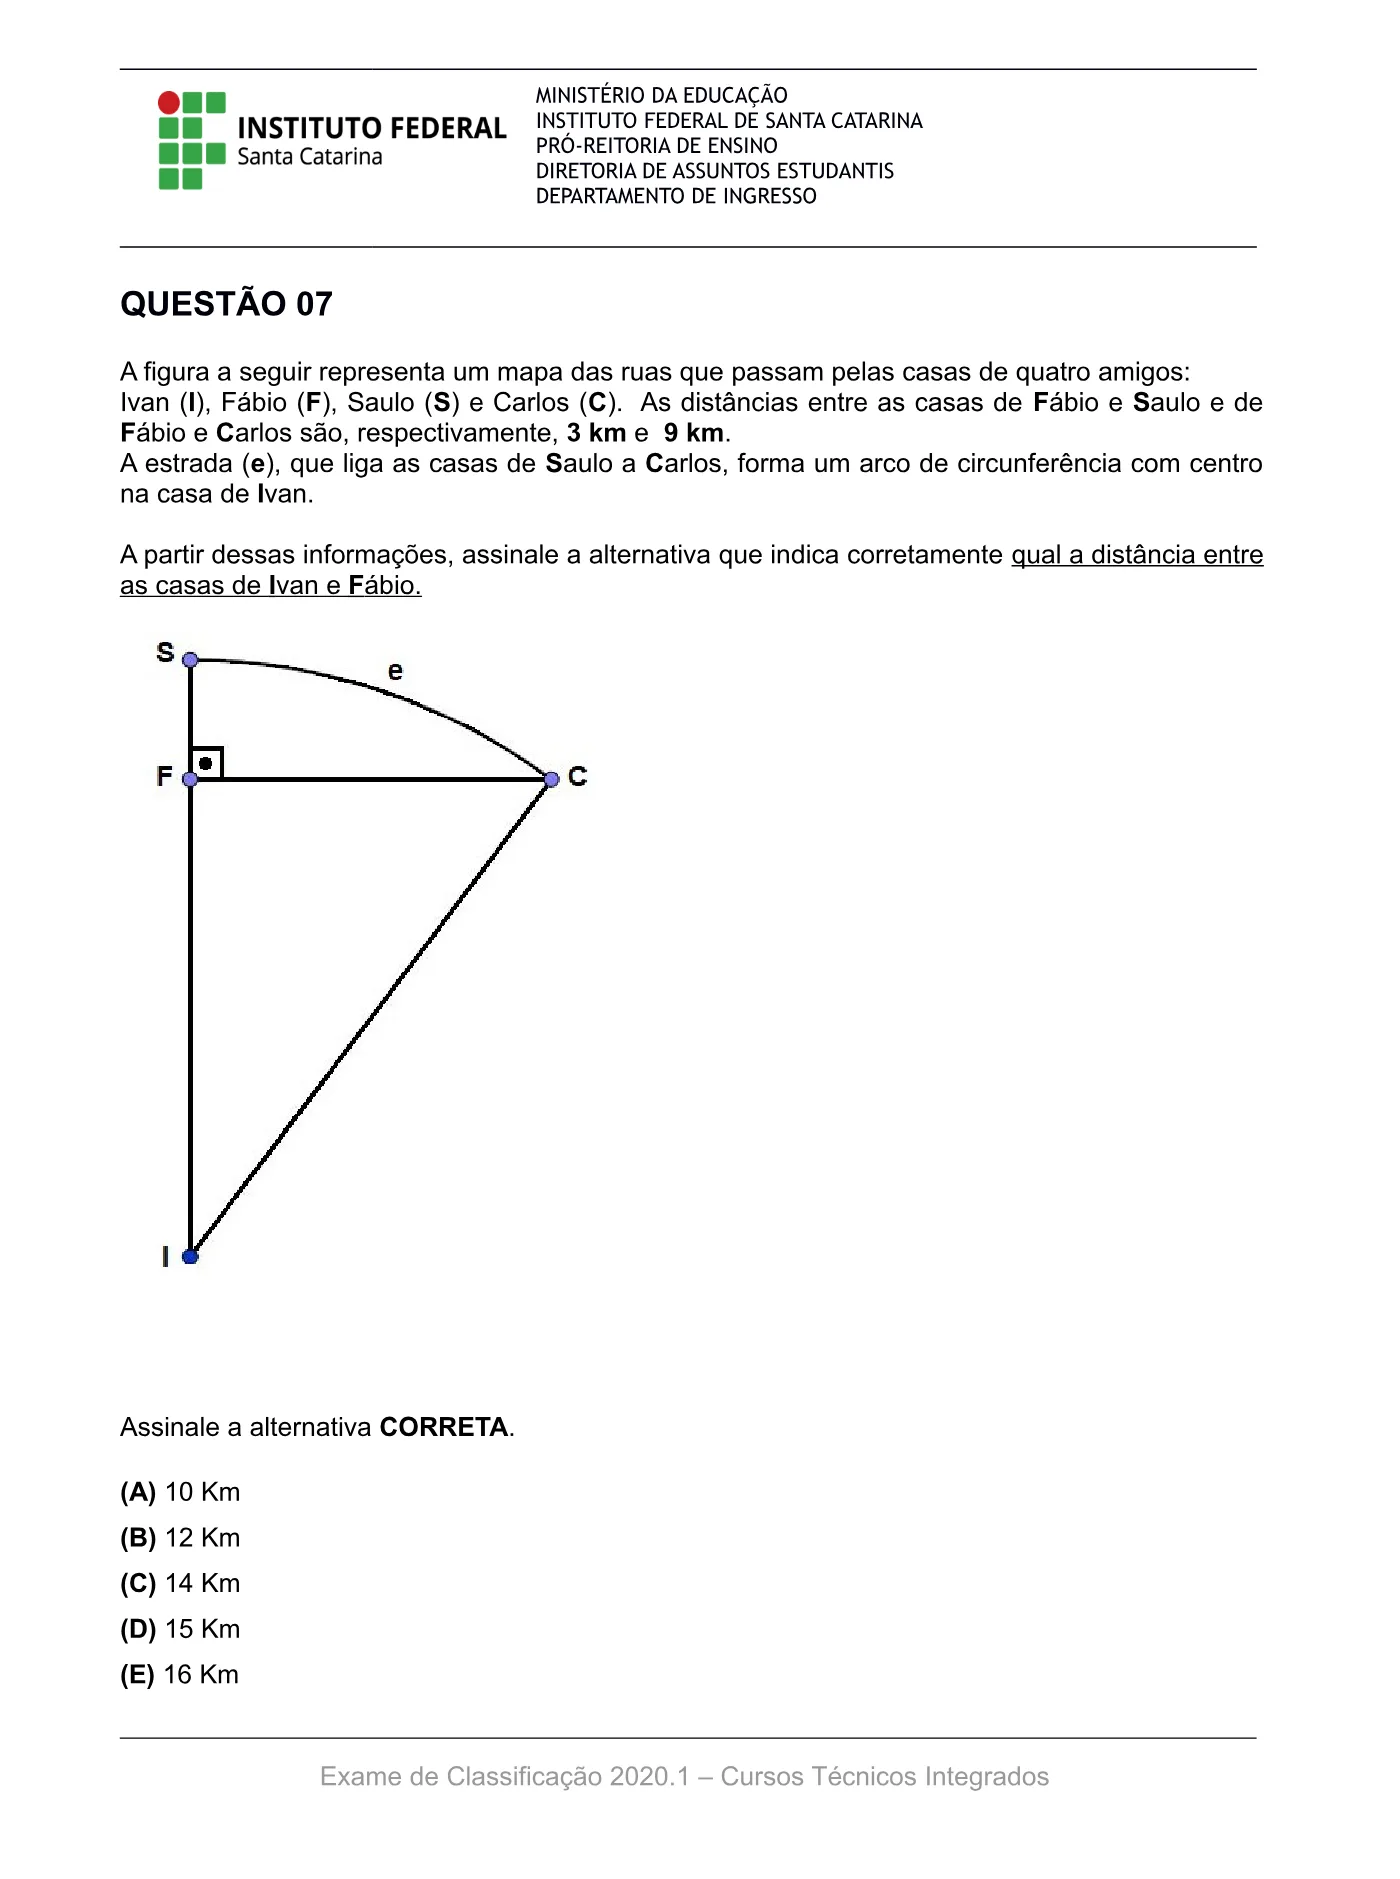 INSTITUTO FEDERAL
Santa Catarina
MINISTÉRIO DA EDUCAÇÃO
INSTITUTO FEDERAL DE SANTA CATARINA
PRÓ-REITORIA DE ENSINO
DIRETORIA DE ASSUNTOS ESTUDANTIS
DEPARTAMENTO DE INGRESSO
QUESTÃO 07
A figura a seguir representa um mapa das ruas que passam pelas casas de quatro amigos:
Ivan (I), Fábio (F), Saulo (S) e Carlos (C). As distâncias entre as casas de Fábio e Saulo e de
Fábio e Carlos são, respectivamente, 3 km e 9 km.
A estrada (e), que liga as casas de Saulo a Carlos, forma um arco de circunferência com centro
na casa de Ivan.
A partir dessas informações, assinale a alternativa que indica corretamente qual a distância entre
as casas de Ivan e Fábio.
S
e
F
C
I
Assinale a alternativa CORRETA.
(A) 10 Km
(B) 12 Km
(C) 14 Km
(D) 15 Km
(E) 16 Km
Exame de Classificação 2020.1 – Cursos Técnicos Integrados